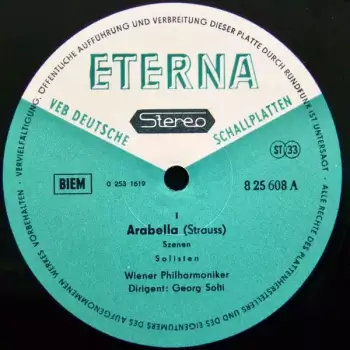 VERVIELFÄLTIGUNG, ÖFFENTLICHE AUFFÜHRUNG UND VERBREITUNG DIESER PLATTE DURCH RUNDFUNK IST UNTERSAGT · ALLE RECHTE DES PLATTENHERSTELLERS UND DES EIGENTÜMERS DES AUFGENOMMENEN WERKES VORBEHALTEN ·
ETERNA
VEB DEUTSCHE SCHALLPLATTEN
Stereo
ST 33
BIEM
0 253 1619
8 25 608 A
I
Arabella (Strauss)
Szenen
Solisten
Wiener Philharmoniker
Dirigent: Georg Solti